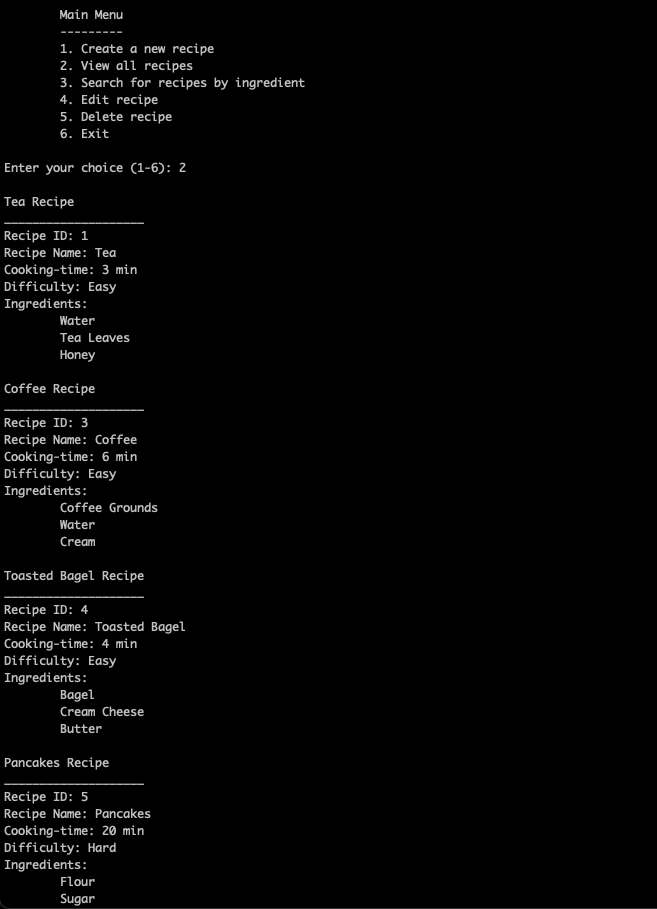 Main Menu
---------
1. Create a new recipe
2. View all recipes
3. Search for recipes by ingredient
4. Edit recipe
5. Delete recipe
6. Exit
Enter your choice (1-6): 2
Tea Recipe
____________________
Recipe ID: 1
Recipe Name: Tea
Cooking-time: 3 min
Difficulty: Easy
Ingredients:
Water
Tea Leaves
Honey
Coffee Recipe
____________________
Recipe ID: 3
Recipe Name: Coffee
Cooking-time: 6 min
Difficulty: Easy
Ingredients:
Coffee Grounds
Water
Cream
Toasted Bagel Recipe
____________________
Recipe ID: 4
Recipe Name: Toasted Bagel
Cooking-time: 4 min
Difficulty: Easy
Ingredients:
Bagel
Cream Cheese
Butter
Pancakes Recipe
____________________
Recipe ID: 5
Recipe Name: Pancakes
Cooking-time: 20 min
Difficulty: Hard
Ingredients:
Flour
Sugar